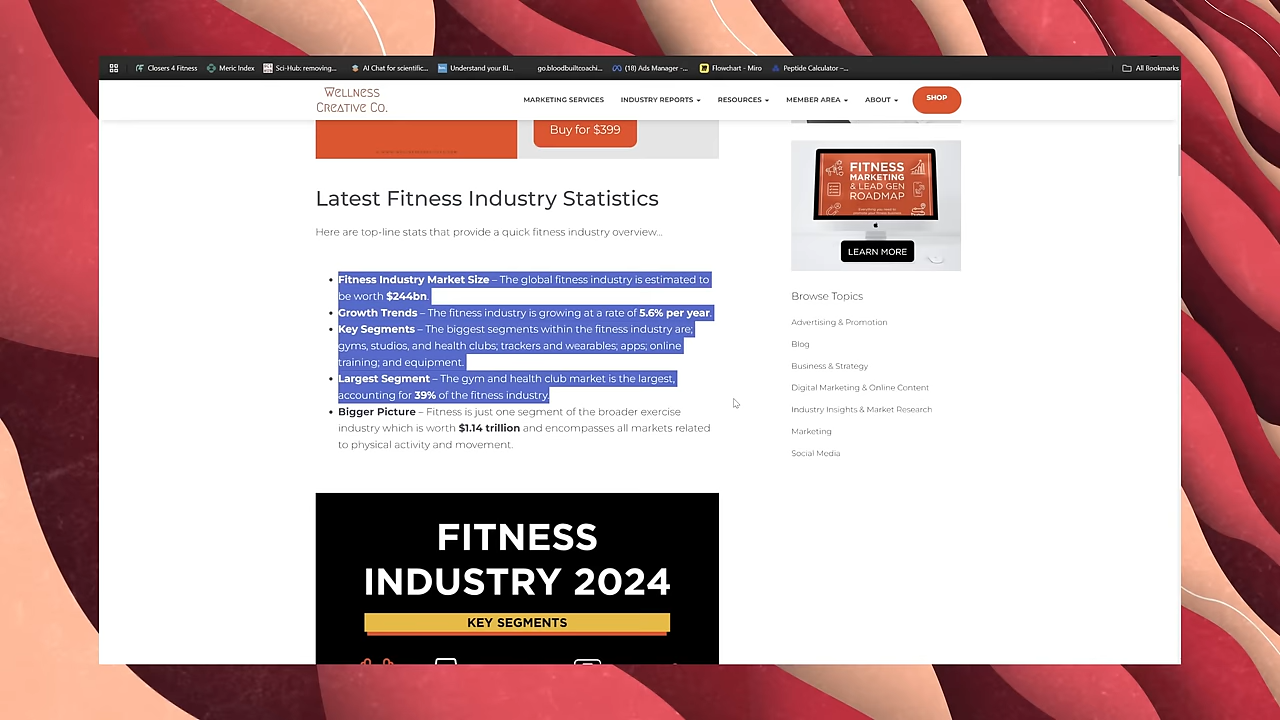 Closers 4 Fitness
Meric Index
Sci-Hub: removing...
AI Chat for scientific...
Understand your Bl...
go.bloodbuiltcoachi...
(18) Ads Manager -...
Flowchart - Miro
Peptide Calculator –...
All Bookmarks
Wellness
Creative Co.
MARKETING SERVICES
INDUSTRY REPORTS
RESOURCES
MEMBER AREA
ABOUT
SHOP
Buy for $399
Latest Fitness Industry Statistics
Here are top-line stats that provide a quick fitness industry overview...
• Fitness Industry Market Size – The global fitness industry is estimated to
be worth $244bn.
• Growth Trends – The fitness industry is growing at a rate of 5.6% per year.
• Key Segments – The biggest segments within the fitness industry are;
gyms, studios, and health clubs; trackers and wearables; apps; online
training; and equipment.
• Largest Segment – The gym and health club market is the largest,
accounting for 39% of the fitness industry.
• Bigger Picture – Fitness is just one segment of the broader exercise
industry which is worth $1.14 trillion and encompasses all markets related
to physical activity and movement.
FITNESS
INDUSTRY 2024
KEY SEGMENTS
FITNESS
MARKETING
& LEAD GEN
ROADMAP
LEARN MORE
Browse Topics
Advertising & Promotion
Blog
Business & Strategy
Digital Marketing & Online Content
Industry Insights & Market Research
Marketing
Social Media